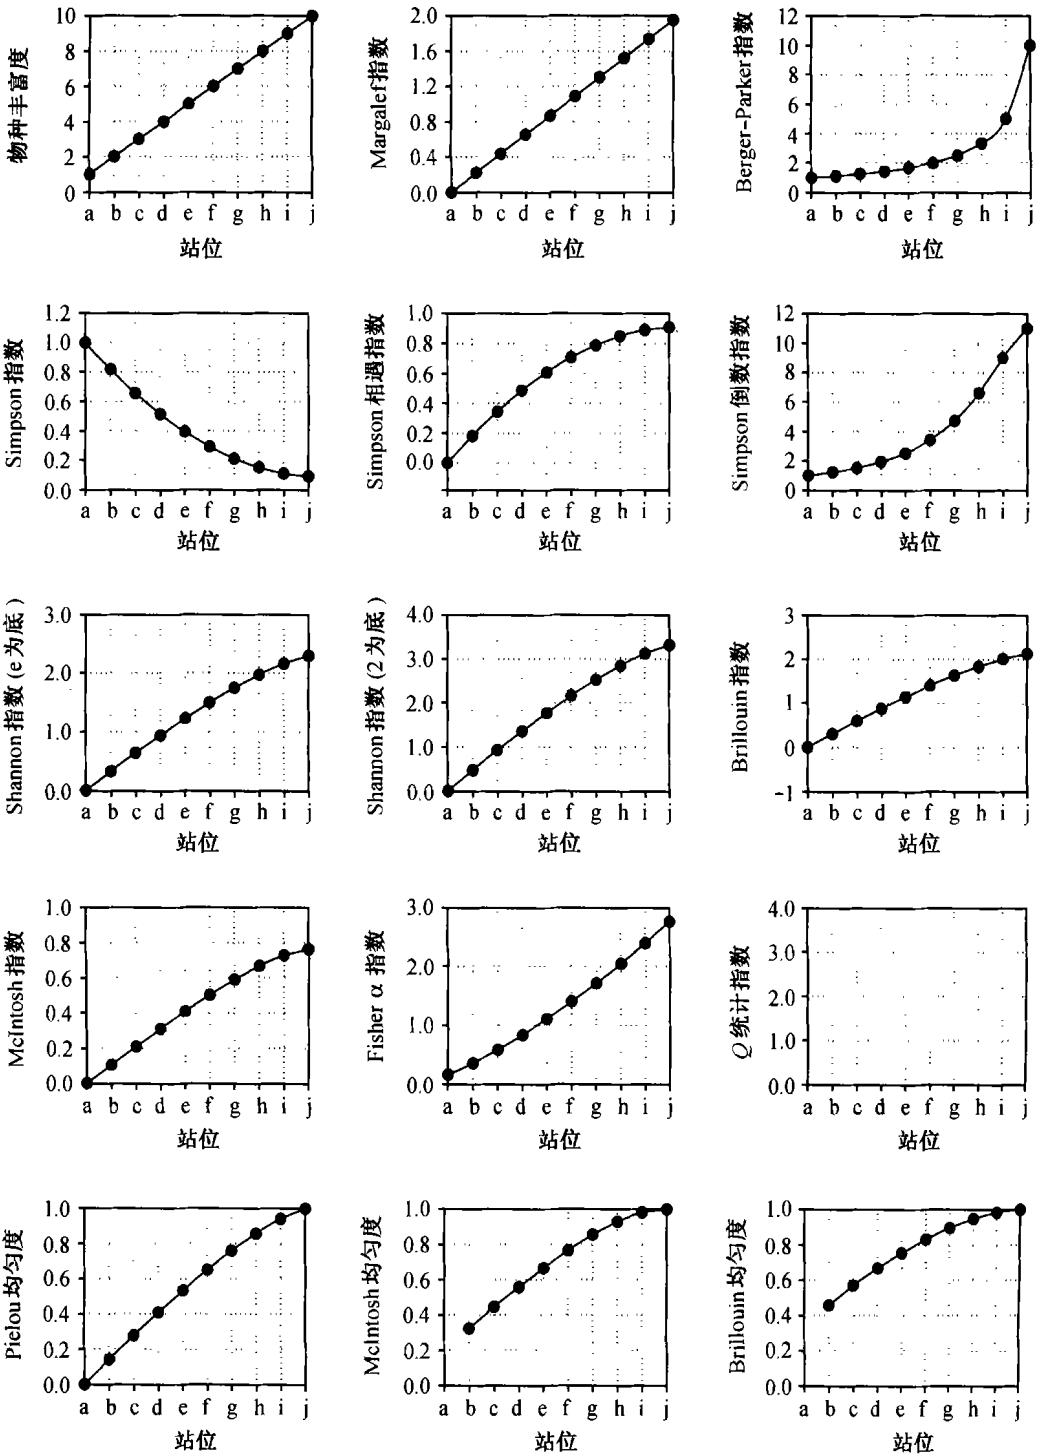 物种丰富度
10
8
6
4
2
0
a b c d e f g h i j
站位
Margalef指数
2.0
1.6
1.2
0.8
0.4
0.0
a b c d e f g h i j
站位
Berger-Parker指数
12
10
8
6
4
2
0
a b c d e f g h i j
站位
Simpson指数
1.2
1.0
0.8
0.6
0.4
0.2
0.0
a b c d e f g h i j
站位
Simpson相遇指数
1.0
0.8
0.6
0.4
0.2
0.0
a b c d e f g h i j
站位
Simpson倒数指数
12
10
8
6
4
2
0
a b c d e f g h i j
站位
Shannon指数(e为底)
3.0
2.0
1.0
0.0
a b c d e f g h i j
站位
Shannon指数(2为底)
4.0
3.0
2.0
1.0
0.0
a b c d e f g h i j
站位
Brillouin指数
3
2
1
0
-1
a b c d e f g h i j
站位
McIntosh指数
1.0
0.8
0.6
0.4
0.2
0.0
a b c d e f g h i j
站位
Fisher α 指数
3.0
2.0
1.0
0.0
a b c d e f g h i j
站位
Q统计指数
4.0
3.0
2.0
1.0
0.0
a b c d e f g h i j
站位
Pielou均匀度
1.0
0.8
0.6
0.4
0.2
0.0
a b c d e f g h i j
站位
McIntosh均匀度
1.0
0.8
0.6
0.4
0.2
0.0
a b c d e f g h i j
站位
Brillouin均匀度
1.0
0.8
0.6
0.4
0.2
0.0
a b c d e f g h i j
站位